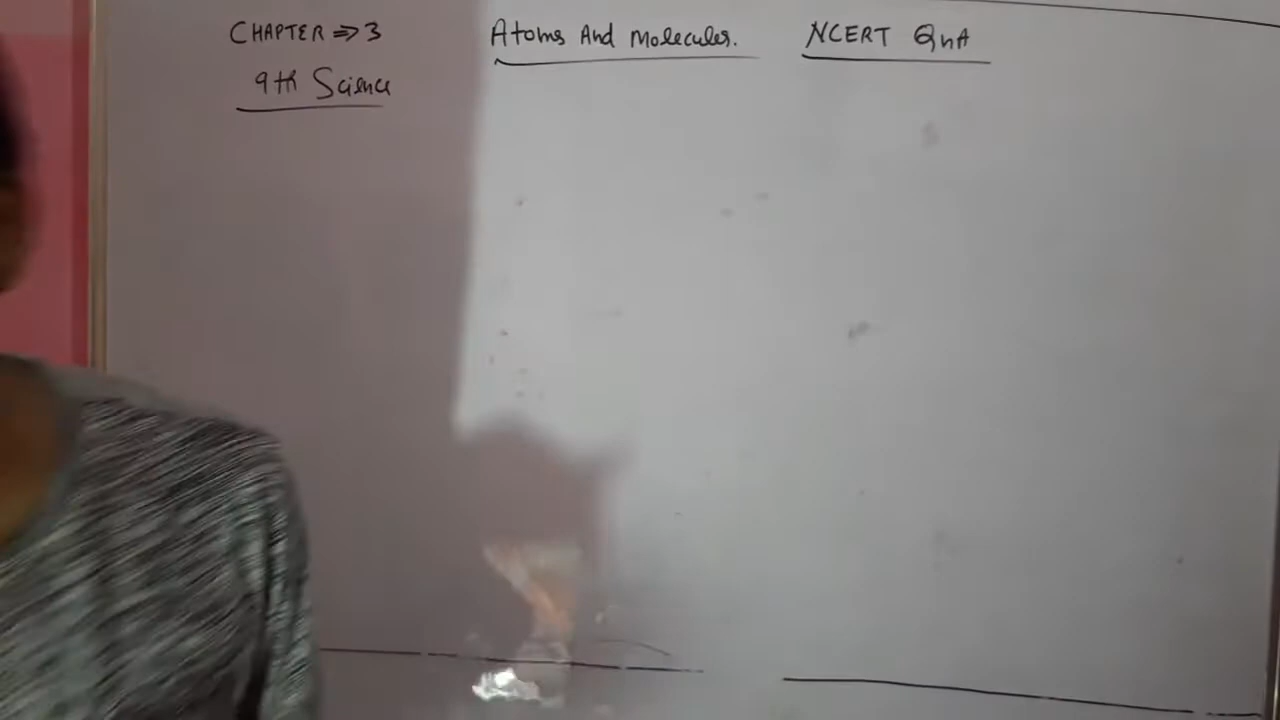 CHAPTER ⇒ 3 Atoms And Molecules. NCERT QnA
9th Science